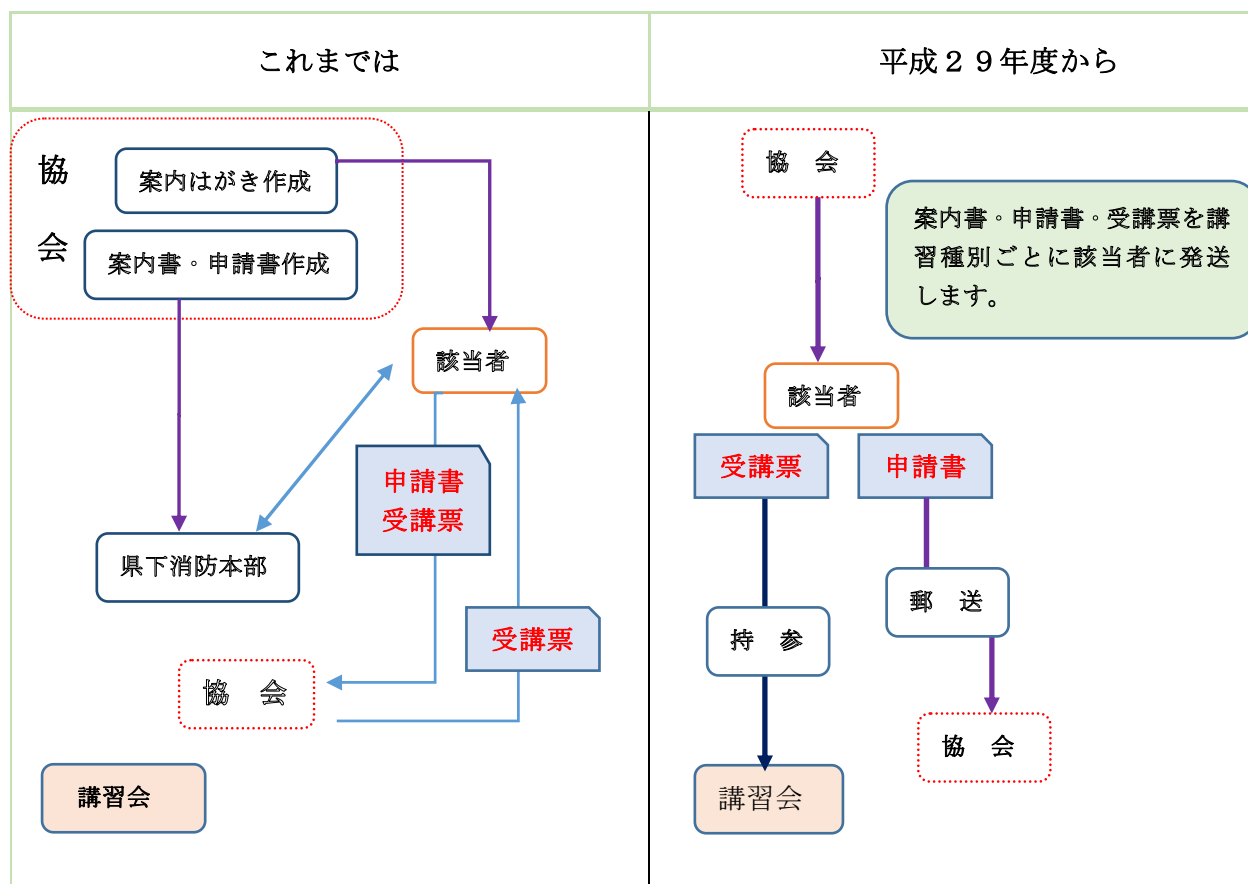 これまでは
平成２９年度から
協
会
案内はがき作成
案内書・申請書作成
該当者
申請書
受講票
県下消防本部
受講票
協　会
講習会
協　会
案内書・申請書・受講票を講
習種別ごとに該当者に発送
します。
該当者
受講票
申請書
郵　送
持　参
協　会
講習会